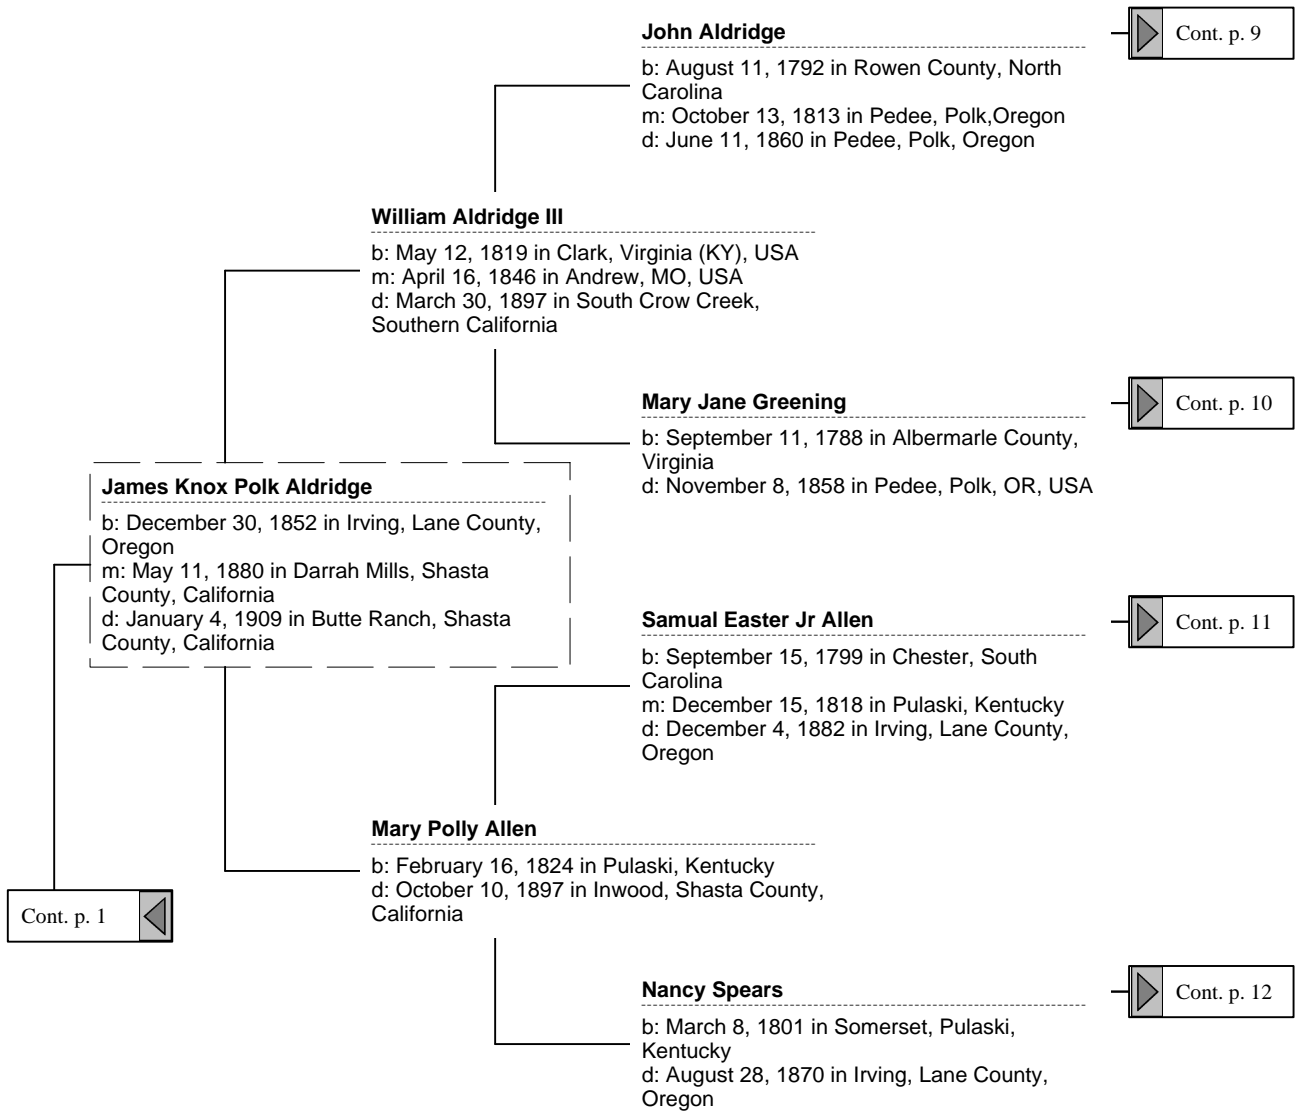 John Aldridge
b: August 11, 1792 in Rowen County, North
Carolina
m: October 13, 1813 in Pedee, Polk,Oregon
d: June 11, 1860 in Pedee, Polk, Oregon
Cont. p. 9
William Aldridge III
b: May 12, 1819 in Clark, Virginia (KY), USA
m: April 16, 1846 in Andrew, MO, USA
d: March 30, 1897 in South Crow Creek,
Southern California
Mary Jane Greening
b: September 11, 1788 in Albermarle County,
Virginia
d: November 8, 1858 in Pedee, Polk, OR, USA
Cont. p. 10
James Knox Polk Aldridge
b: December 30, 1852 in Irving, Lane County,
Oregon
m: May 11, 1880 in Darrah Mills, Shasta
County, California
d: January 4, 1909 in Butte Ranch, Shasta
County, California
Samual Easter Jr Allen
b: September 15, 1799 in Chester, South
Carolina
m: December 15, 1818 in Pulaski, Kentucky
d: December 4, 1882 in Irving, Lane County,
Oregon
Cont. p. 11
Mary Polly Allen
b: February 16, 1824 in Pulaski, Kentucky
d: October 10, 1897 in Inwood, Shasta County,
California
Cont. p. 1
Nancy Spears
b: March 8, 1801 in Somerset, Pulaski,
Kentucky
d: August 28, 1870 in Irving, Lane County,
Oregon
Cont. p. 12